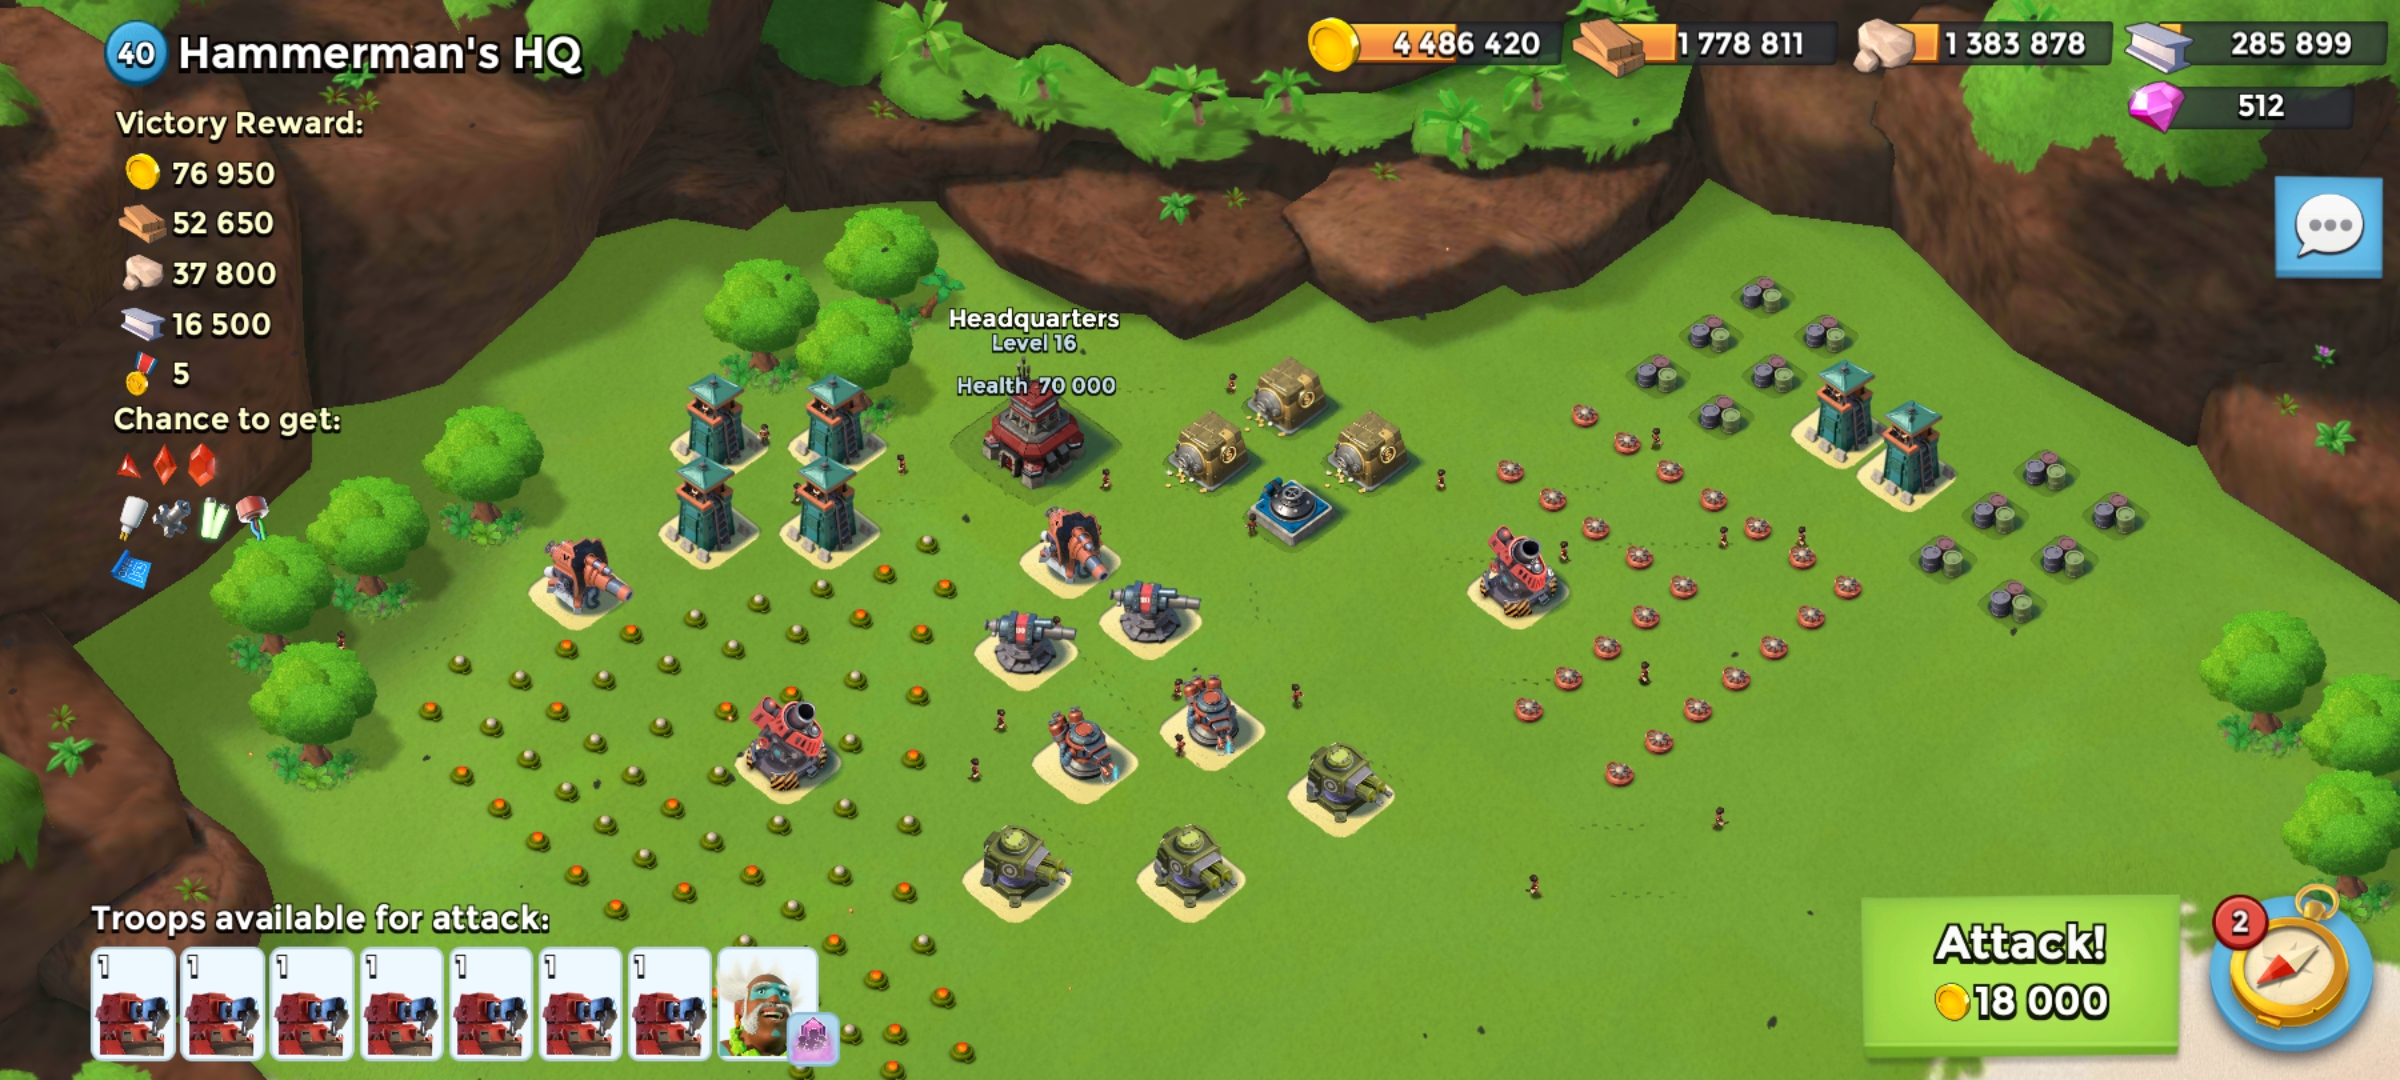 40 Hammerman's HQ
4 486 420
1 778 811
1 383 878
285 899
512
Victory Reward:
76 950
52 650
37 800
16 500
5
Chance to get:
Headquarters
Level 16
Health 70 000
Troops available for attack:
1 1 1 1 1 1 1
Attack!
18 000
2